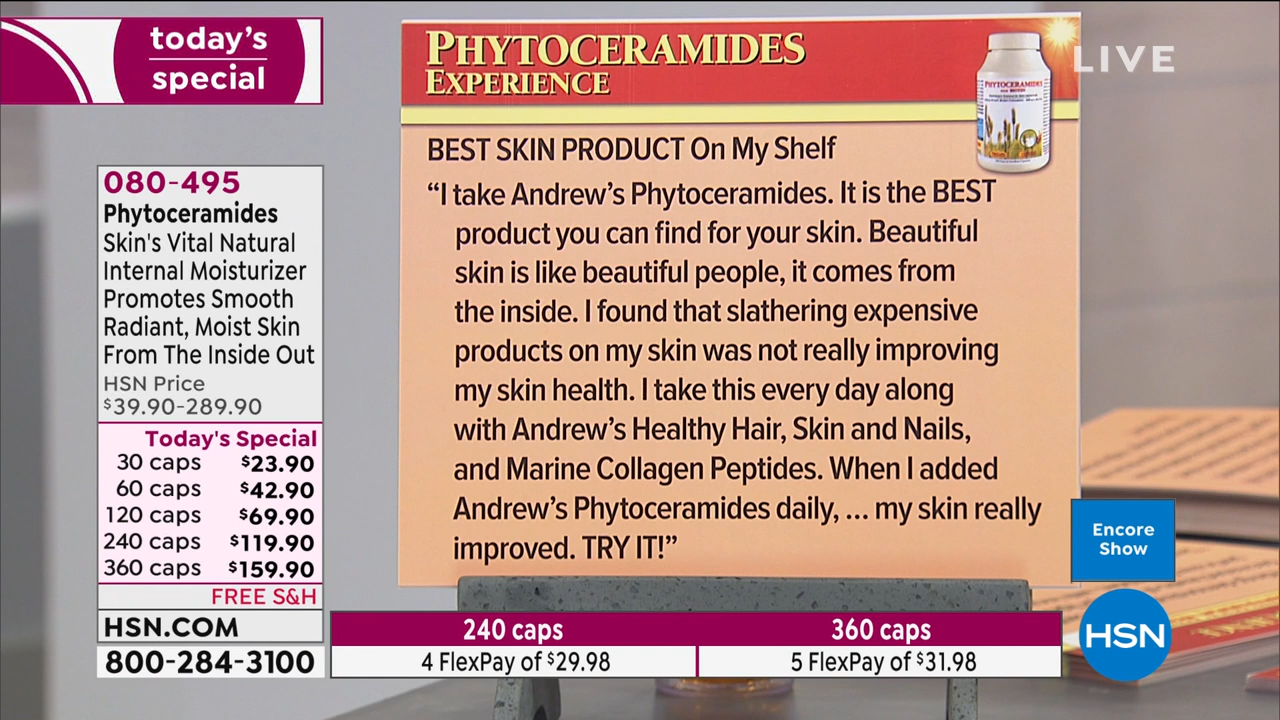 today's
special
080-495
Phytoceramides
Skin's Vital Natural
Internal Moisturizer
Promotes Smooth
Radiant, Moist Skin
From The Inside Out
HSN Price
$39.90-289.90
Today's Special
30 caps $23.90
60 caps $42.90
120 caps $69.90
240 caps $119.90
360 caps $159.90
FREE S&H
HSN.COM
800-284-3100
PHYTOCERAMIDES
EXPERIENCE
PHYTOCERAMIDES
LIVE
BEST SKIN PRODUCT On My Shelf
“I take Andrew’s Phytoceramides. It is the BEST
product you can find for your skin. Beautiful
skin is like beautiful people, it comes from
the inside. I found that slathering expensive
products on my skin was not really improving
my skin health. I take this every day along
with Andrew’s Healthy Hair, Skin and Nails,
and Marine Collagen Peptides. When I added
Andrew’s Phytoceramides daily, ... my skin really
improved. TRY IT!”
Encore
Show
HSN
240 caps 360 caps
4 FlexPay of $29.98 5 FlexPay of $31.98